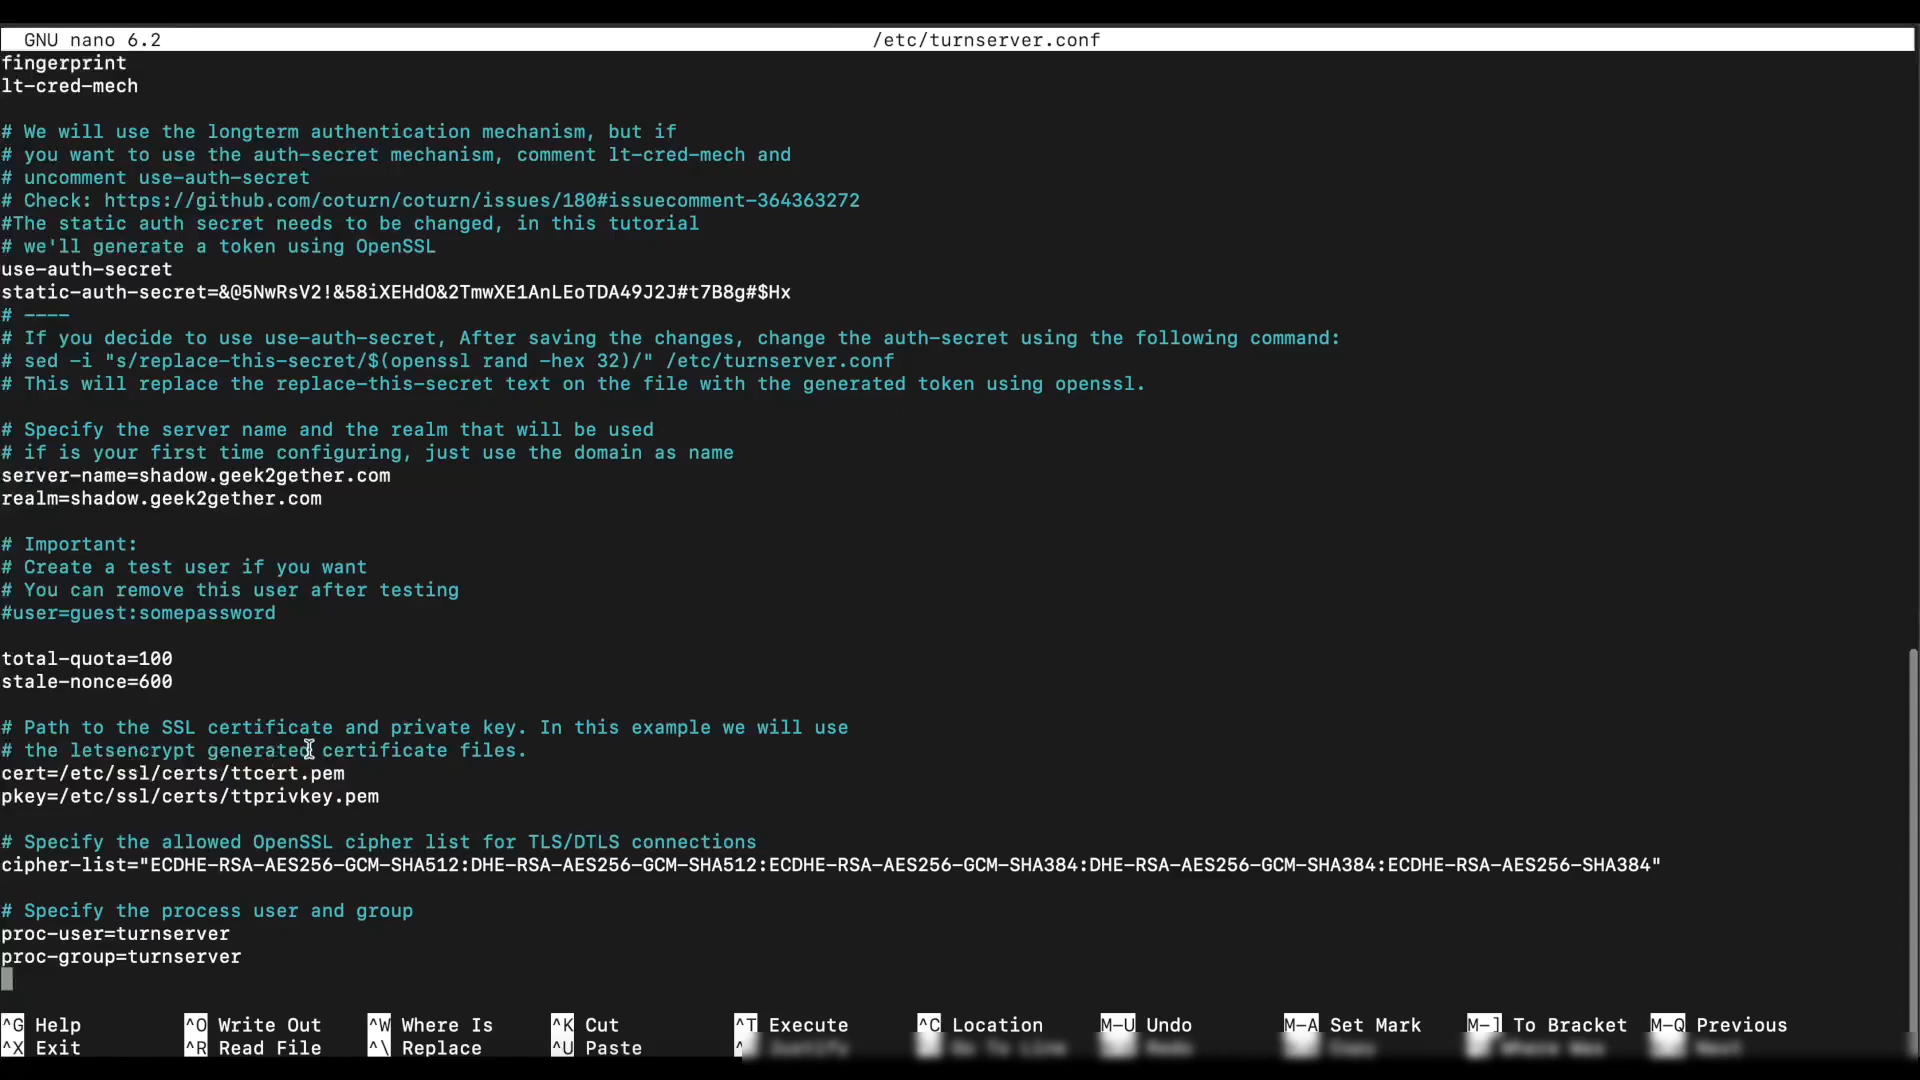 GNU nano 6.2 /etc/turnserver.conf
fingerprint
lt-cred-mech
# We will use the longterm authentication mechanism, but if
# you want to use the auth-secret mechanism, comment lt-cred-mech and
# uncomment use-auth-secret
# Check: https://github.com/coturn/coturn/issues/180#issuecomment-364363272
#The static auth secret needs to be changed, in this tutorial
# we'll generate a token using OpenSSL
use-auth-secret
static-auth-secret=&@5NwRsV2!&58iXEHdO&2TmwXE1AnLEoTDA49J2J#t7B8g#$Hx
# ----
# If you decide to use use-auth-secret, After saving the changes, change the auth-secret using the following command:
# sed -i "s/replace-this-secret/$(openssl rand -hex 32)/" /etc/turnserver.conf
# This will replace the replace-this-secret text on the file with the generated token using openssl.
# Specify the server name and the realm that will be used
# if is your first time configuring, just use the domain as name
server-name=shadow.geek2gether.com
realm=shadow.geek2gether.com
# Important:
# Create a test user if you want
# You can remove this user after testing
#user=guest:somepassword
total-quota=100
stale-nonce=600
# Path to the SSL certificate and private key. In this example we will use
# the letsencrypt generated certificate files.
cert=/etc/ssl/certs/ttcert.pem
pkey=/etc/ssl/certs/ttprivkey.pem
# Specify the allowed OpenSSL cipher list for TLS/DTLS connections
cipher-list="ECDHE-RSA-AES256-GCM-SHA512:DHE-RSA-AES256-GCM-SHA512:ECDHE-RSA-AES256-GCM-SHA384:DHE-RSA-AES256-GCM-SHA384:ECDHE-RSA-AES256-SHA384"
# Specify the process user and group
proc-user=turnserver
proc-group=turnserver
^G Help ^O Write Out ^W Where Is ^K Cut ^T Execute ^C Location M-U Undo M-A Set Mark M-] To Bracket M-Q Previous
^X Exit ^R Read File ^\ Replace ^U Paste